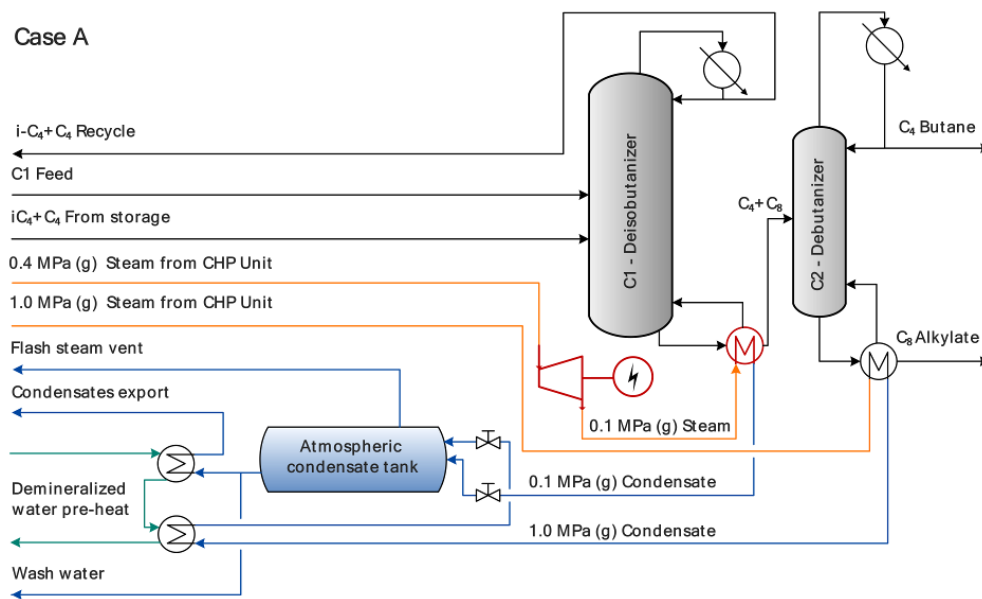 Case A
i-C₄+C₄ Recycle
C1 Feed
iC₄+C₄ From storage
0.4 MPa (g) Steam from CHP Unit
1.0 MPa (g) Steam from CHP Unit
Flash steam vent
Condensates export
Demineralized
water pre-heat
Wash water
Atmospheric
condensate tank
C1 - Deisobutanizer
C₄+C₈
C2 - Debutanizer
C₄ Butane
C₈ Alkylate
0.1 MPa (g) Steam
0.1 MPa (g) Condensate
1.0 MPa (g) Condensate